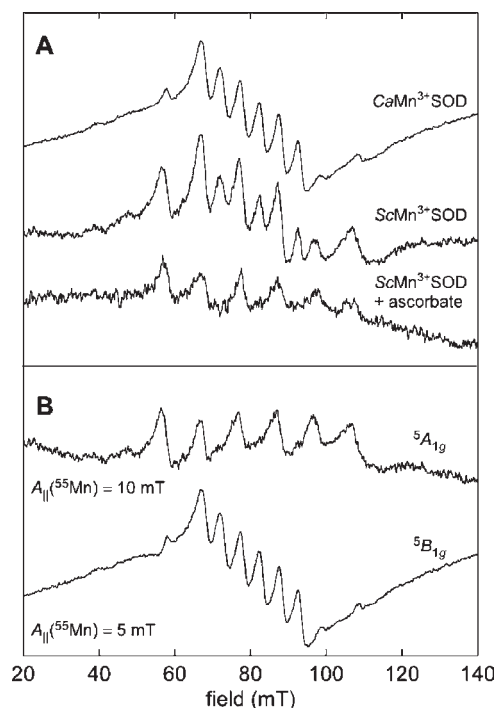 A
CaMn³⁺SOD
ScMn³⁺SOD
ScMn³⁺SOD
+ ascorbate
B
⁵A₁g
A||(⁵⁵Mn) = 10 mT
⁵B₁g
A||(⁵⁵Mn) = 5 mT
20 40 60 80 100 120 140
field (mT)